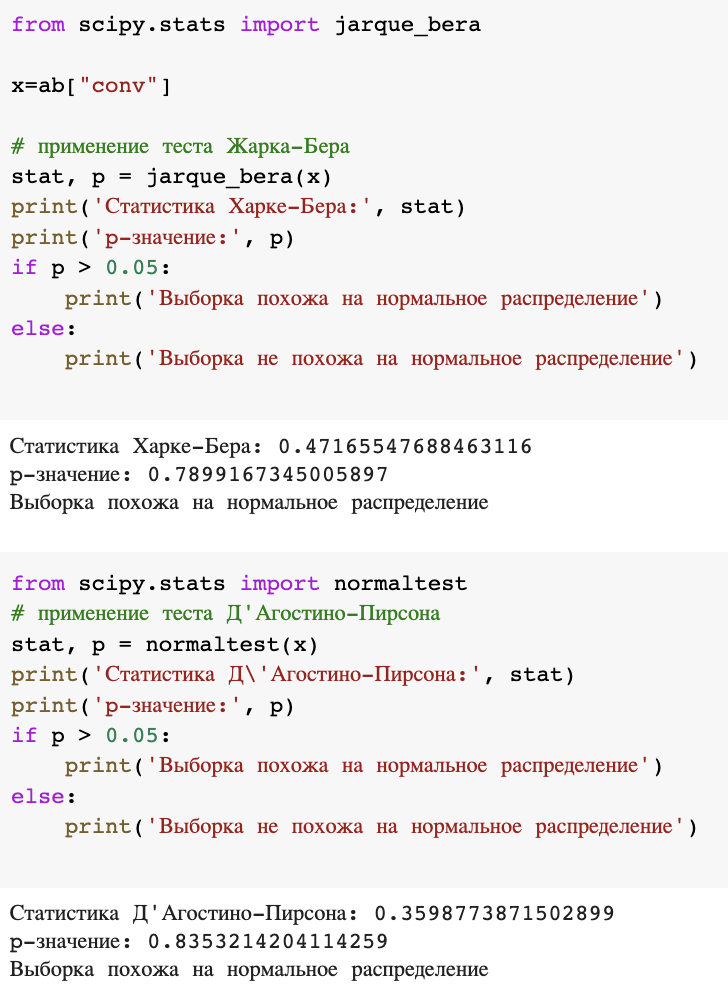 from scipy.stats import jarque_bera
x=ab["conv"]
# применение теста Жарка-Бера
stat, p = jarque_bera(x)
print('Статистика Харке-Бера:', stat)
print('p-значение:', p)
if p > 0.05:
    print('Выборка похожа на нормальное распределение')
else:
    print('Выборка не похожа на нормальное распределение')
Статистика Харке-Бера: 0.47165547688463116
p-значение: 0.7899167345005897
Выборка похожа на нормальное распределение
from scipy.stats import normaltest
# применение теста Д'Агостино-Пирсона
stat, p = normaltest(x)
print('Статистика Д\'Агостино-Пирсона:', stat)
print('p-значение:', p)
if p > 0.05:
    print('Выборка похожа на нормальное распределение')
else:
    print('Выборка не похожа на нормальное распределение')
Статистика Д'Агостино-Пирсона: 0.3598773871502899
p-значение: 0.8353214204114259
Выборка похожа на нормальное распределение